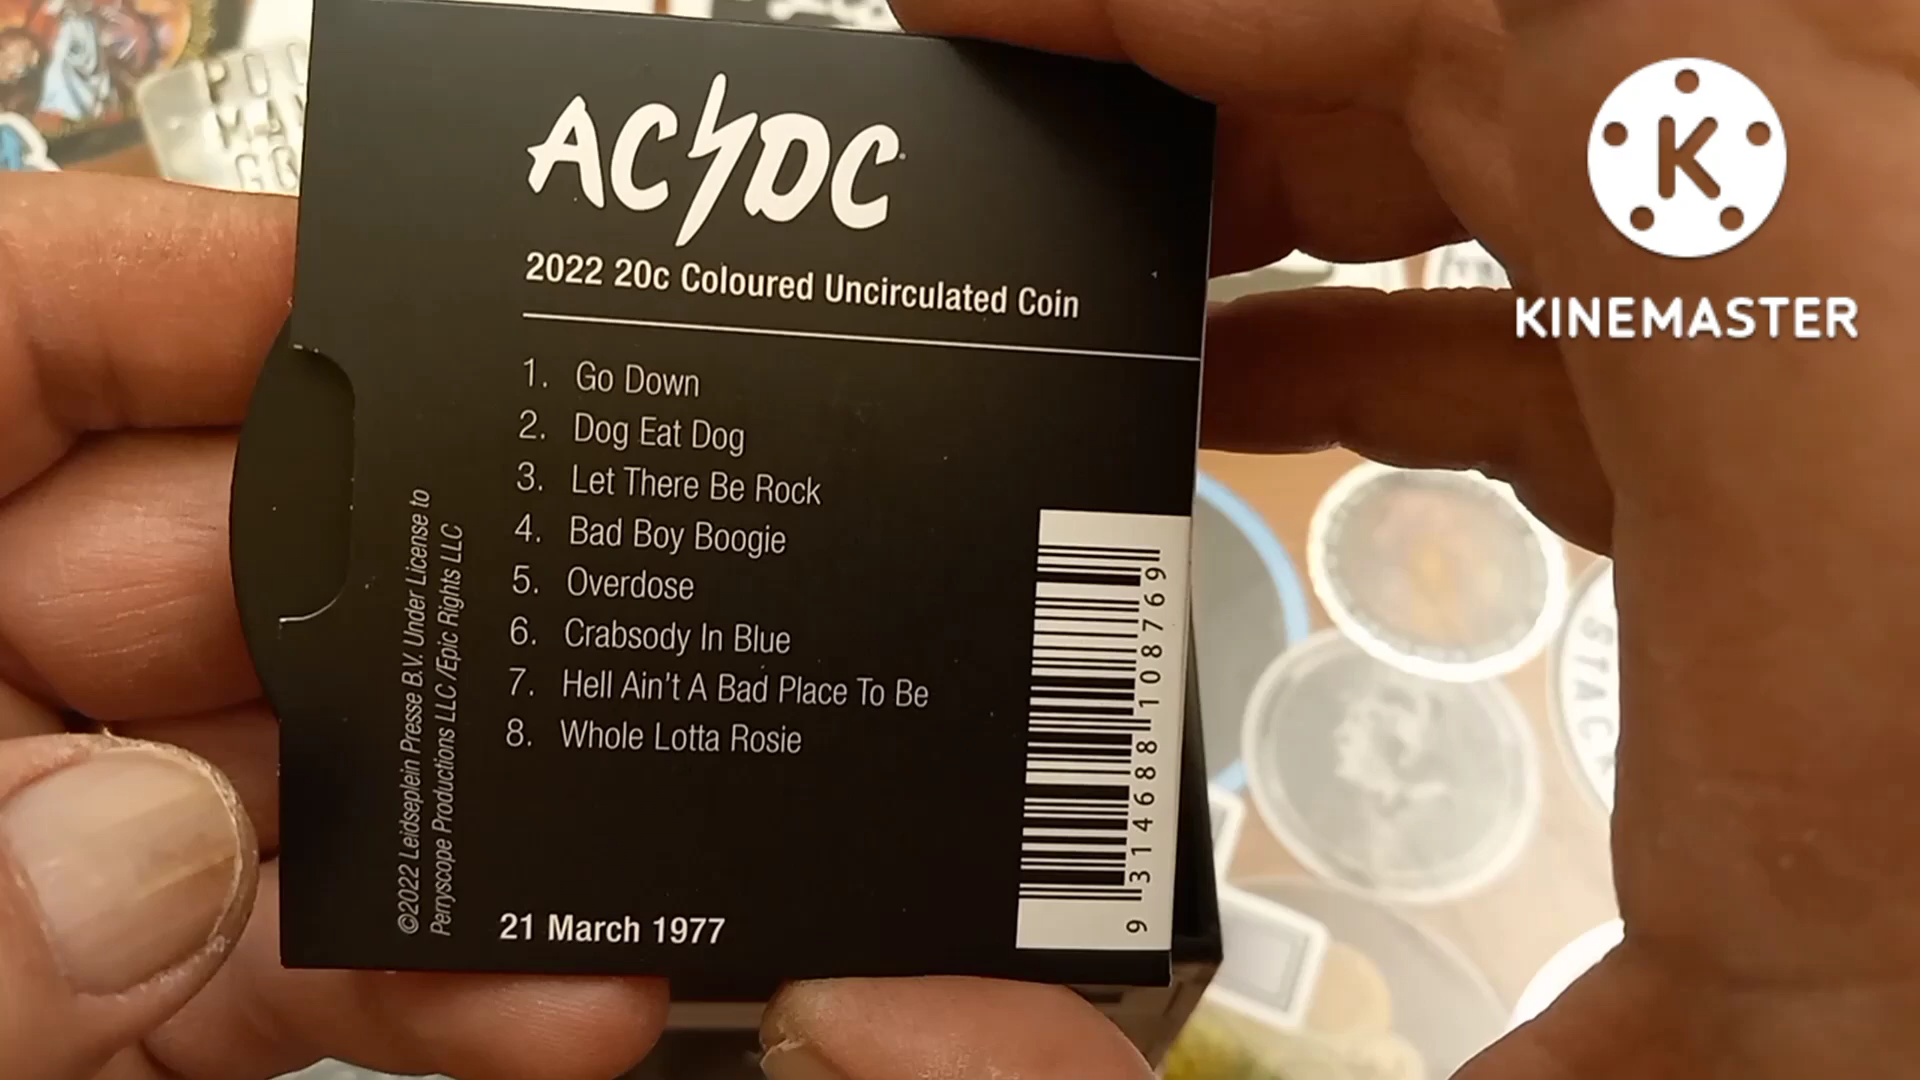 AC⚡DC
2022 20c Coloured Uncirculated Coin
1. Go Down
2. Dog Eat Dog
3. Let There Be Rock
4. Bad Boy Boogie
5. Overdose
6. Crabsody In Blue
7. Hell Ain't A Bad Place To Be
8. Whole Lotta Rosie
21 March 1977
©2022 Leidseplein Presse B.V. Under License to
Perryscope Productions LLC /Epic Rights LLC
9 314688 108769
K
KINEMASTER
STACK